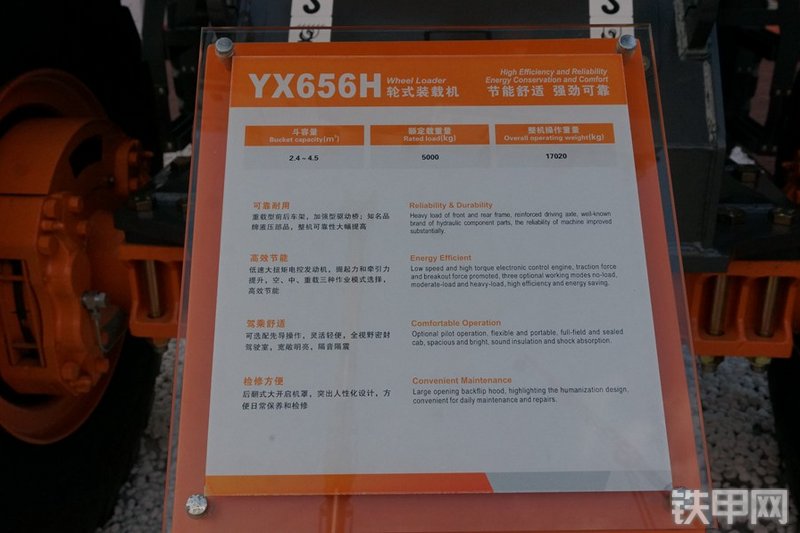 S
S
YX656H
Wheel Loader
轮式装载机
High Efficiency and Reliability
Energy Conservation and Comfort
节能舒适 强劲可靠
斗容量
Bucket capacity(m³)
额定载重量
Rated load(kg)
整机操作重量
Overall operating weight(kg)
2.4～4.5
5000
17020
可靠耐用
重载型前后车架，加强型驱动桥；知名品
牌液压部品，整机可靠性大幅提高
Reliability & Durability
Heavy load of front and rear frame, reinforced driving axle, well-known
brand of hydraulic component parts, the reliability of machine improved
substantially.
高效节能
低速大扭矩电控发动机，掘起力和牵引力
提升，空、中、重载三种作业模式选择，
高效节能
Energy Efficient
Low speed and high torque electronic control engine, traction force
and breakout force promoted, three optional working modes no-load,
moderate-load and heavy-load, high efficiency and energy saving.
驾乘舒适
可选配先导操作，灵活轻便，全视野密封
驾驶室，宽敞明亮，隔音隔震
Comfortable Operation
Optional pilot operation, flexible and portable, full-field and sealed
cab, spacious and bright, sound insulation and shock absorption.
检修方便
后翻式大开启机罩，突出人性化设计，方
便日常保养和检修
Convenient Maintenance
Large opening backflip hood, highlighting the humanization design,
convenient for daily maintenance and repairs.
铁甲网